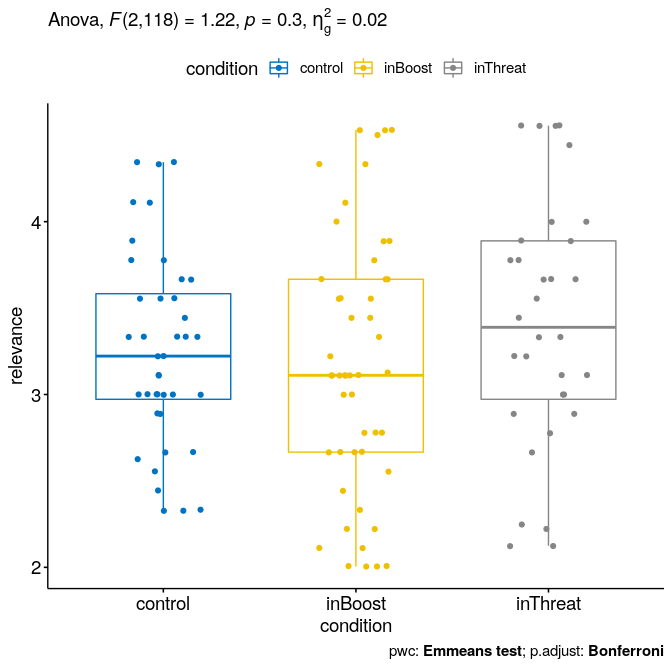 Anova, F(2,118) = 1.22, p = 0.3, η²g = 0.02
condition control inBoost inThreat
4
3
2
relevance
control inBoost inThreat
condition
pwc: Emmeans test; p.adjust: Bonferroni